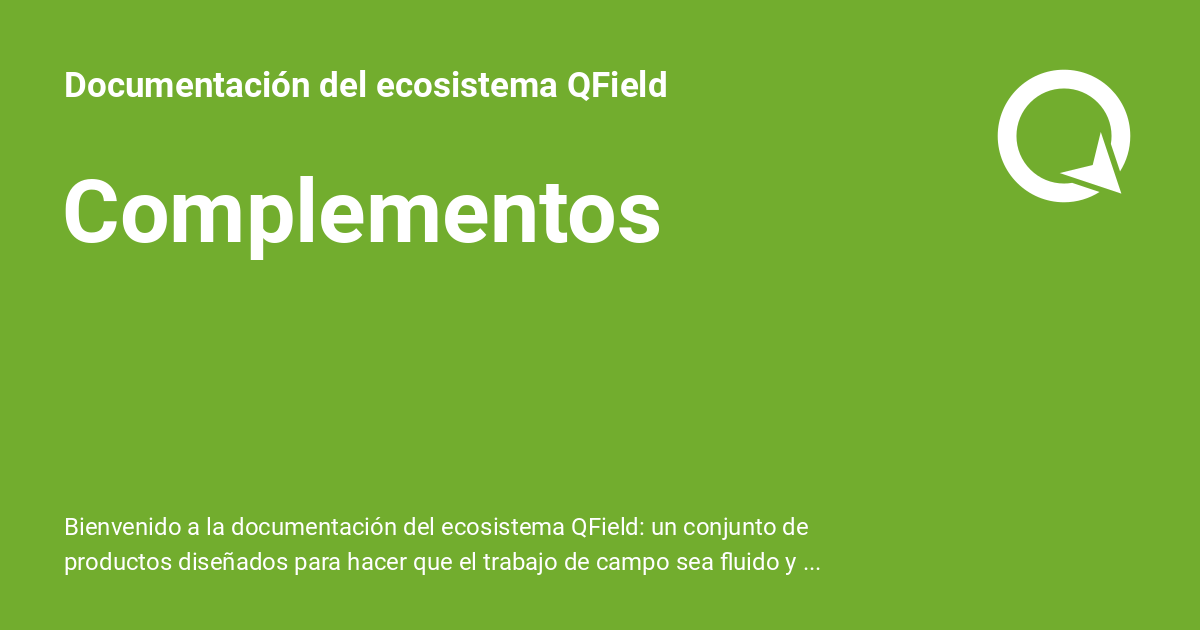 Documentación del ecosistema QField
Complementos
Bienvenido a la documentación del ecosistema QField: un conjunto de
productos diseñados para hacer que el trabajo de campo sea fluido y ...